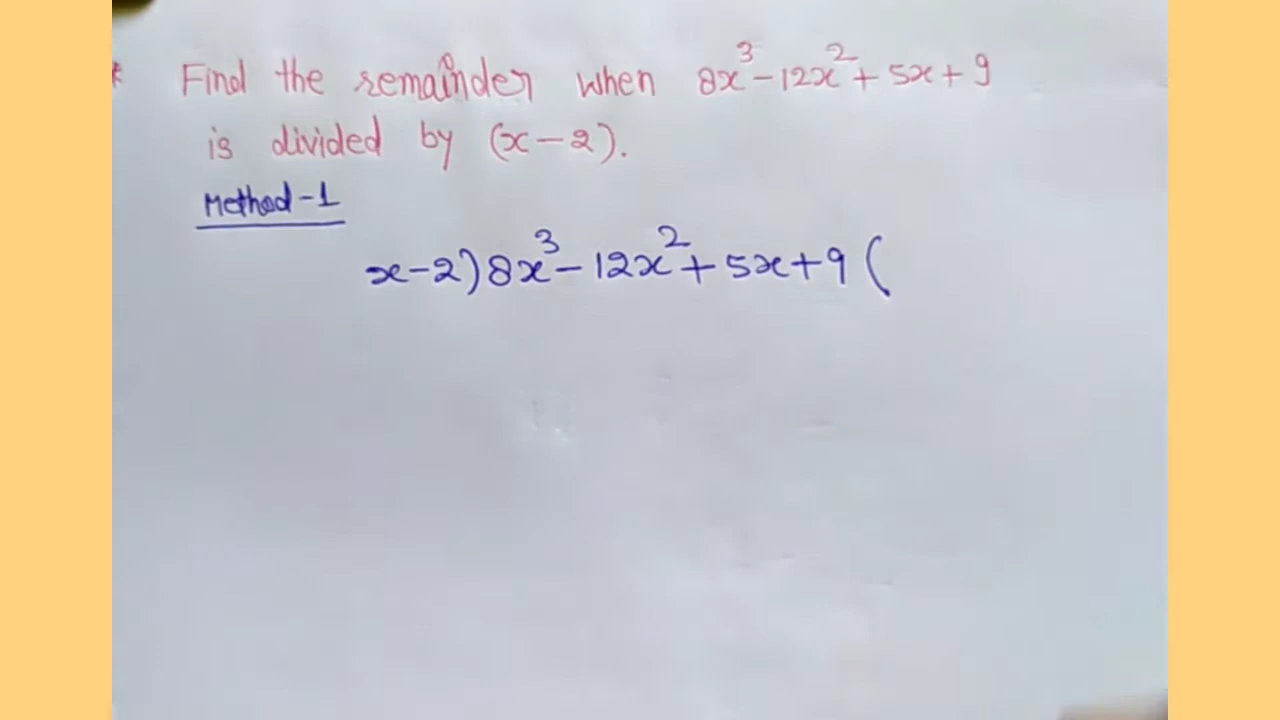 * Find the remainder when 8x³-12x²+5x+9
is divided by (x-2).
Method-1
x-2)8x³-12x²+5x+9(